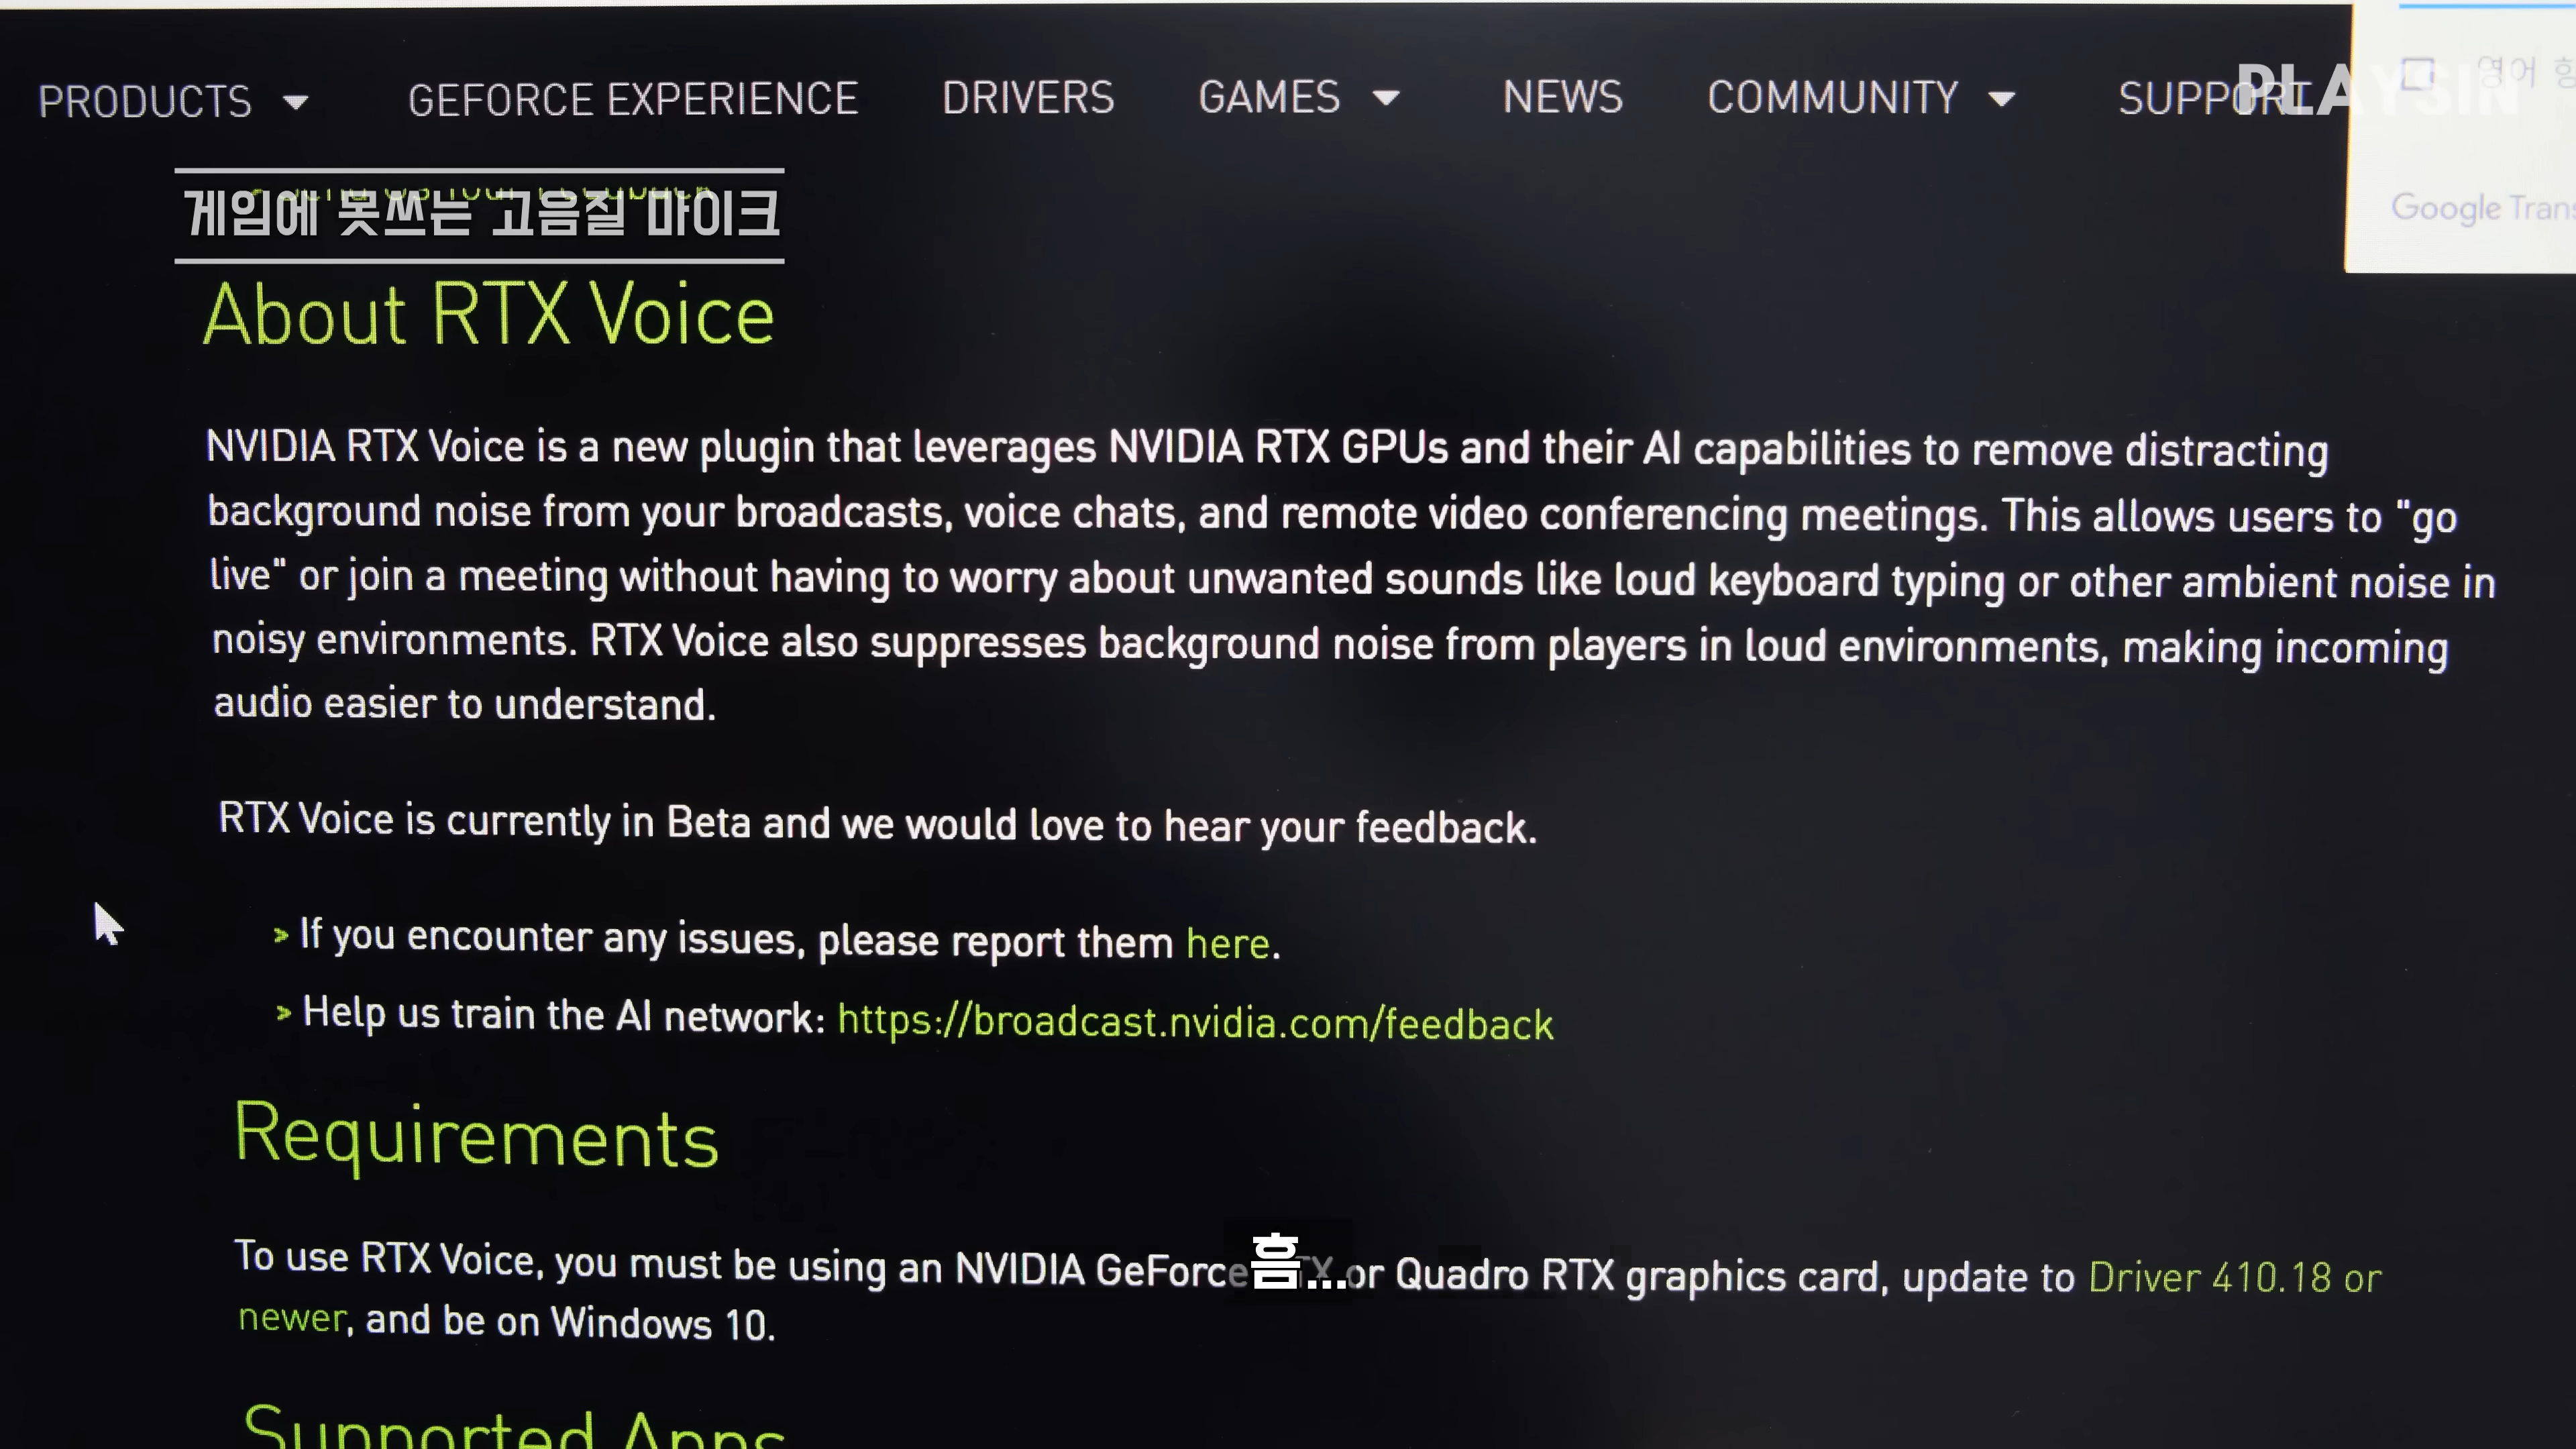 PRODUCTS GEFORCE EXPERIENCE DRIVERS GAMES NEWS COMMUNITY SUPPORT
PLAYSIN
영어
Google
게임에 못쓰는 고음질 마이크
About RTX Voice
NVIDIA RTX Voice is a new plugin that leverages NVIDIA RTX GPUs and their AI capabilities to remove distracting
background noise from your broadcasts, voice chats, and remote video conferencing meetings. This allows users to "go
live" or join a meeting without having to worry about unwanted sounds like loud keyboard typing or other ambient noise in
noisy environments. RTX Voice also suppresses background noise from players in loud environments, making incoming
audio easier to understand.
RTX Voice is currently in Beta and we would love to hear your feedback.
> If you encounter any issues, please report them here.
> Help us train the AI network: https://broadcast.nvidia.com/feedback
Requirements
To use RTX Voice, you must be using an NVIDIA GeForce or Quadro RTX graphics card, update to Driver 410.18 or
흠...
newer, and be on Windows 10.
Supported Apps